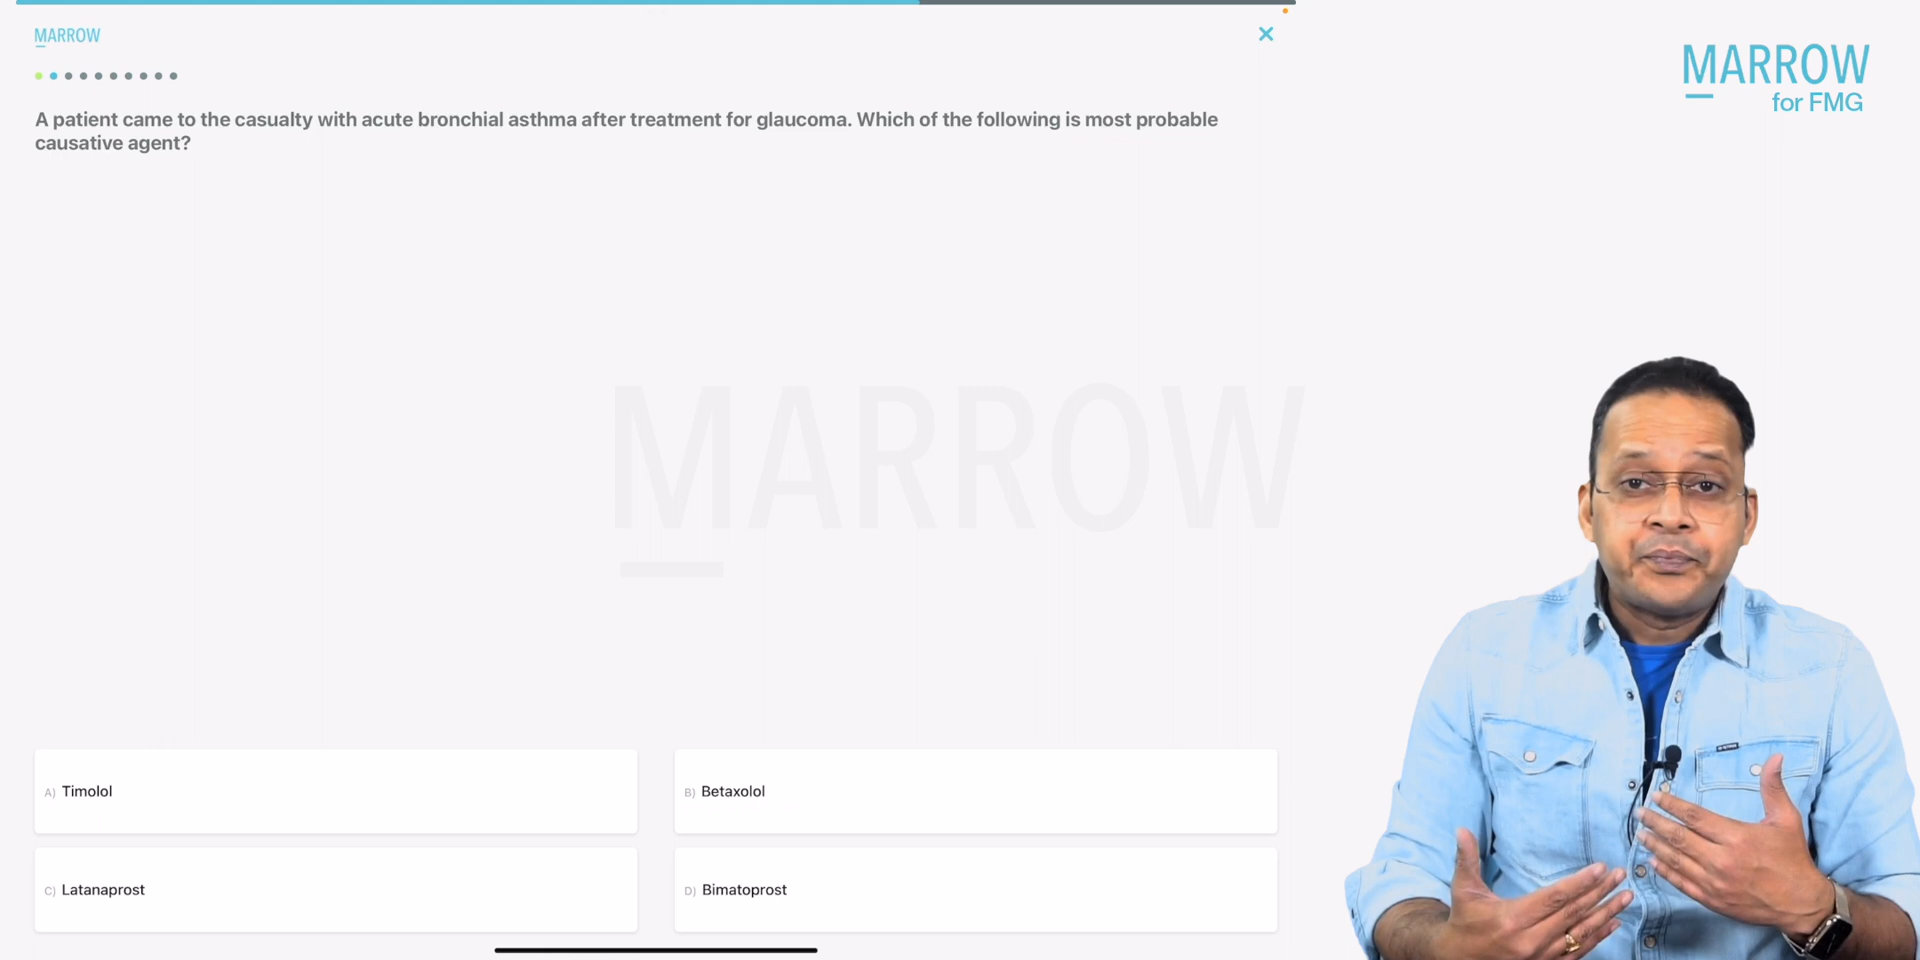 MARROW
MARROW
for FMG
A patient came to the casualty with acute bronchial asthma after treatment for glaucoma. Which of the following is most probable
causative agent?
MARROW
A) Timolol
B) Betaxolol
C) Latanaprost
D) Bimatoprost